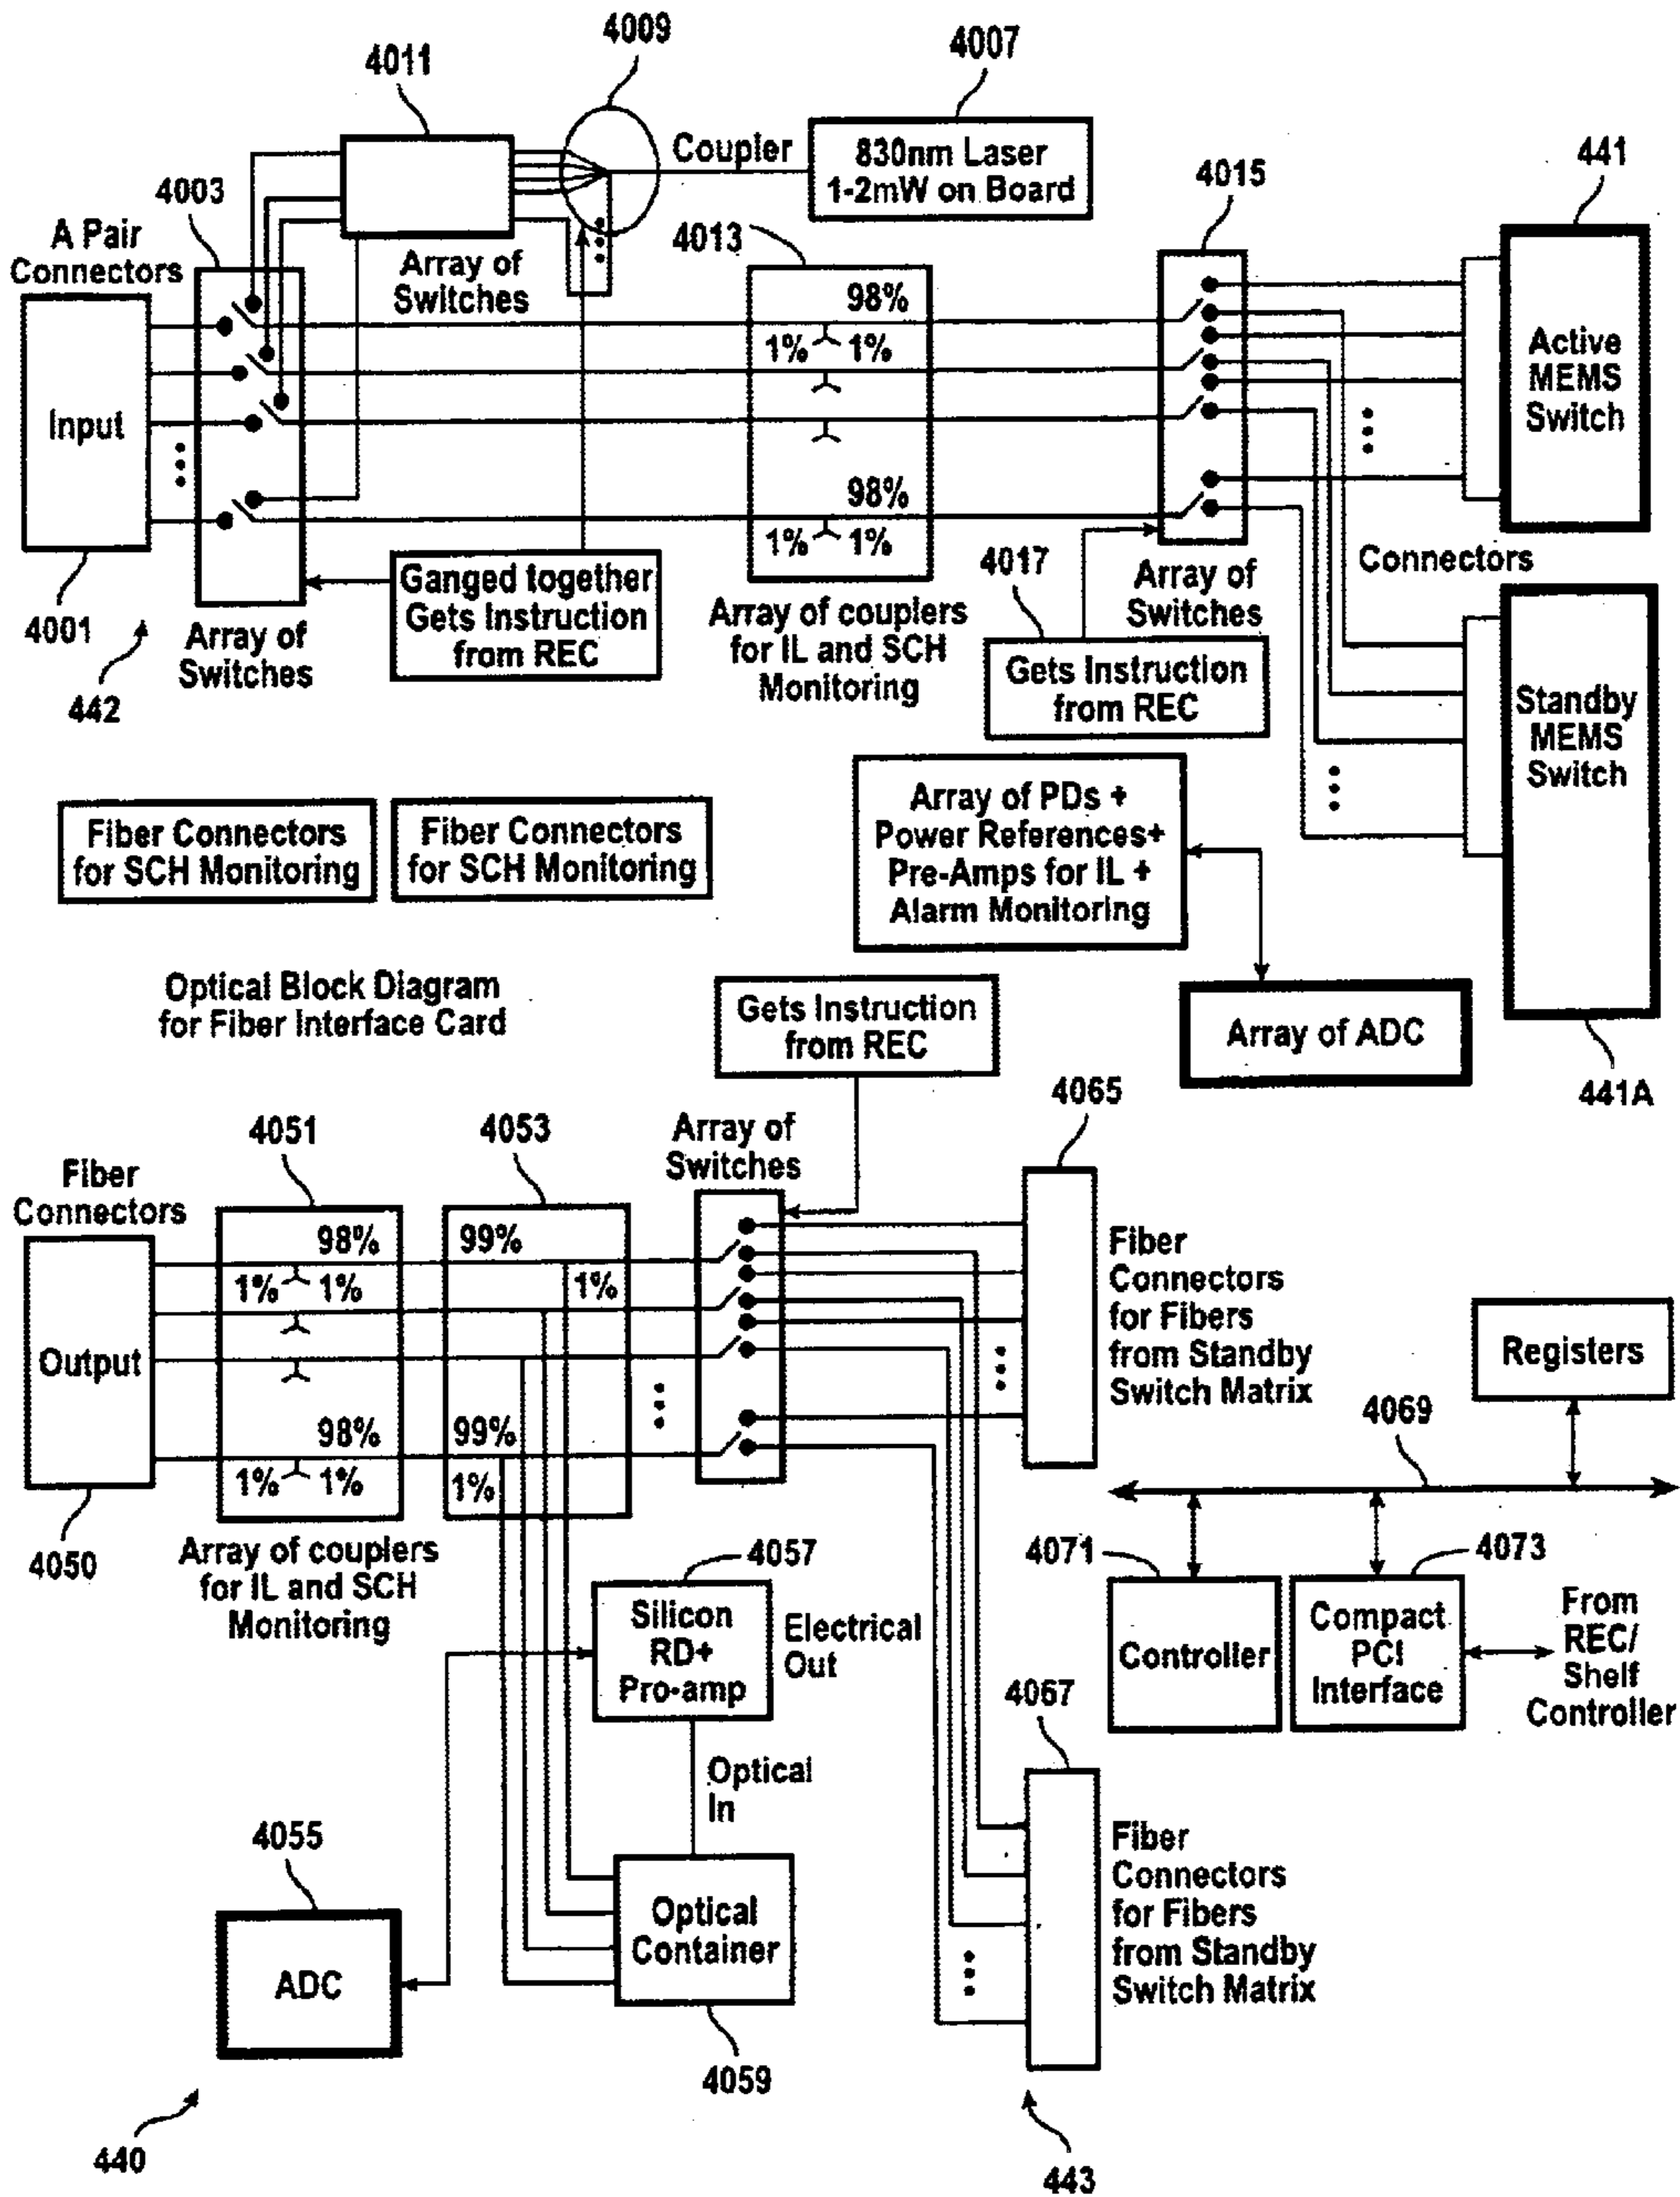 4009
4007
4011
Coupler
830nm Laser
1-2mW on Board
4003
4015
441
A Pair
Connectors
Array of
Switches
4013
98%
1% 1%
Input
Active
MEMS
Switch
98%
1% 1%
Connectors
4001
442
Array of
Switches
Ganged together
Gets Instruction
from REC
Array of couplers
for IL and SCH
Monitoring
4017
Array of
Switches
Gets Instruction
from REC
Standby
MEMS
Switch
Fiber Connectors
for SCH Monitoring
Fiber Connectors
for SCH Monitoring
Array of PDs +
Power References+
Pre-Amps for IL +
Alarm Monitoring
Optical Block Diagram
for Fiber Interface Card
Gets Instruction
from REC
Array of ADC
441A
4065
4051
4053
Array of
Switches
Fiber
Connectors
98%
1% 1%
99%
1%
Output
98%
1% 1%
99%
1%
Fiber
Connectors
for Fibers
from Standby
Switch Matrix
Registers
4069
4050
Array of couplers
for IL and SCH
Monitoring
4057
Silicon
RD+
Pro-amp
Electrical
Out
4071
4073
Controller
Compact
PCI
Interface
From
REC/
Shelf
Controller
4067
Optical
In
4055
ADC
Optical
Container
4059
Fiber
Connectors
for Fibers
from Standby
Switch Matrix
440
443